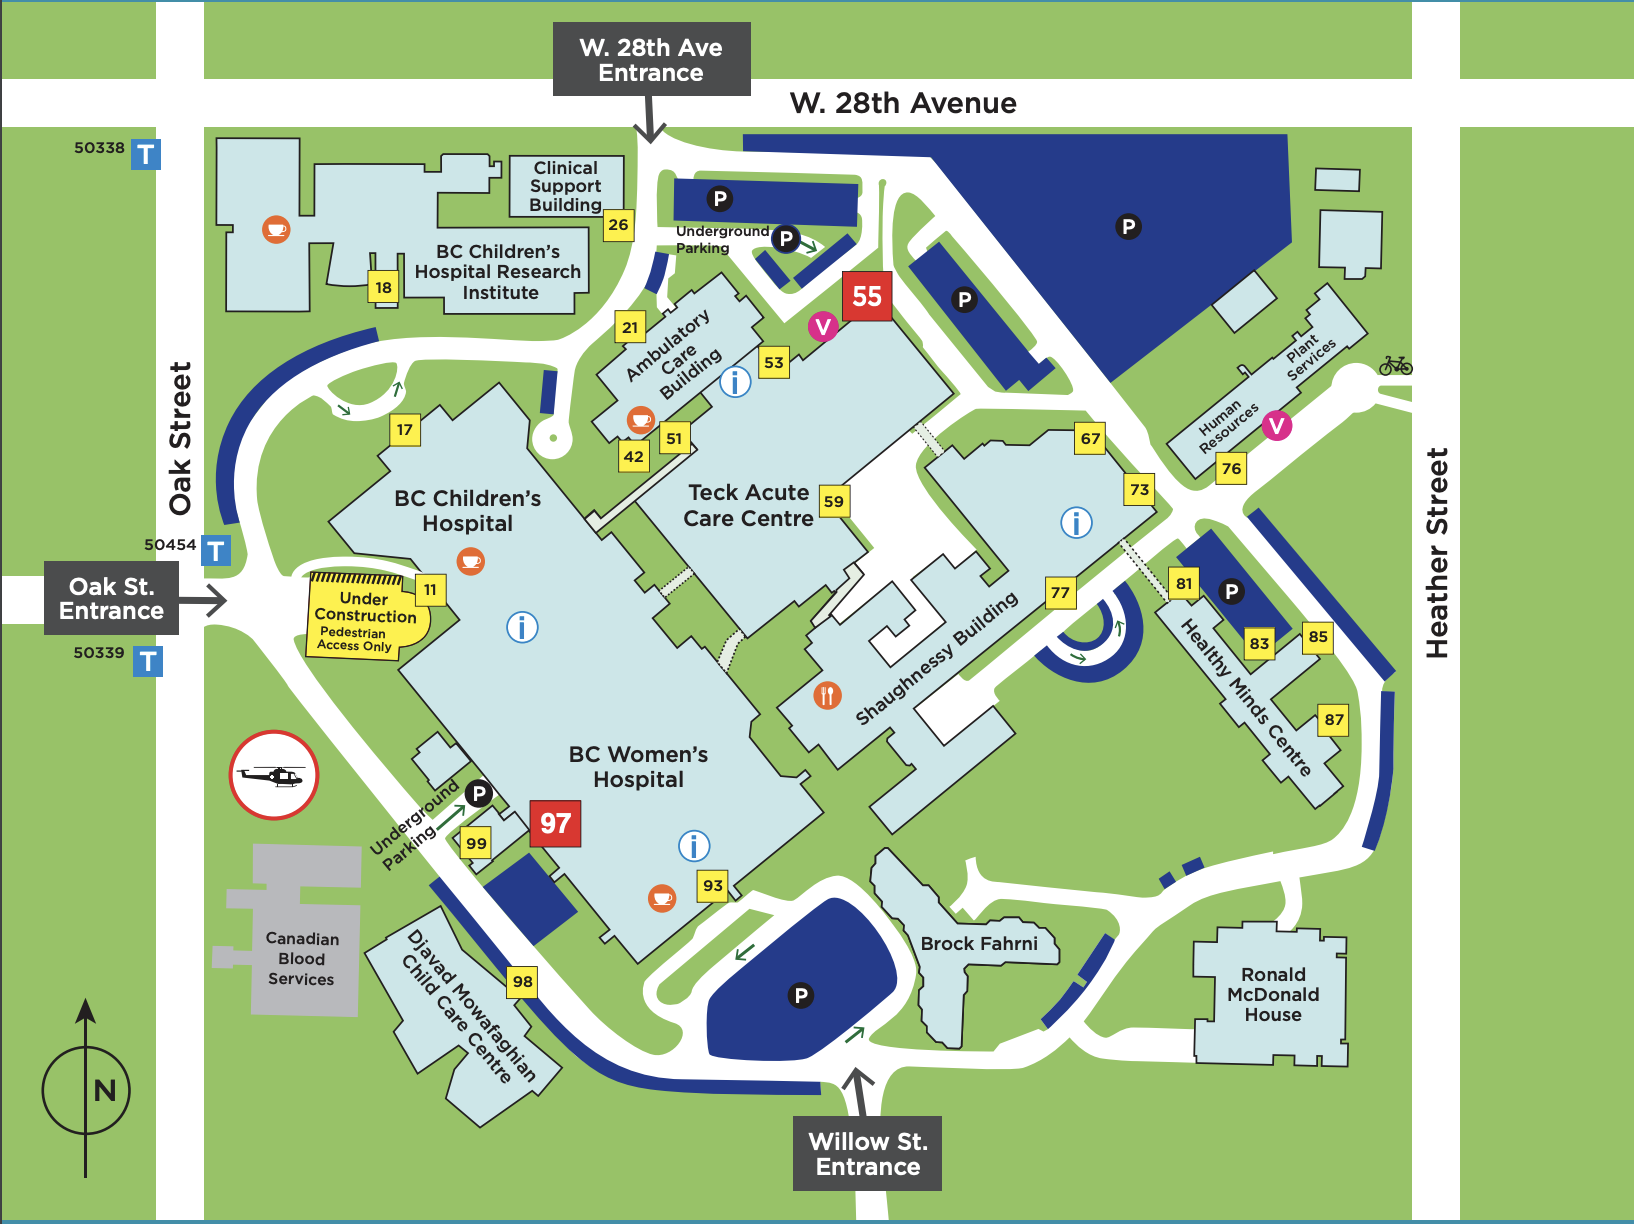 W. 28th Ave
Entrance
W. 28th Avenue
50338
T
Clinical
Support
Building
26
P
Underground
Parking
P
P
BC Children's
Hospital Research
Institute
18
55
P
V
21
Ambulatory
Care
Building
53
i
Plant
Services
Human
Resources
V
76
Oak Street
17
51
42
67
73
BC Children's
Hospital
Teck Acute
Care Centre
59
i
Heather Street
50454
T
Oak St.
Entrance
Under
Construction
Pedestrian
Access Only
11
i
77
81
P
83
85
50339
T
Shaughnessy Building
Healthy Minds Centre
87
BC Women's
Hospital
Underground
Parking
P
97
99
i
93
Canadian
Blood
Services
Djavad Mowafaghian
Child Care Centre
98
P
Brock Fahrni
Ronald
McDonald
House
N
Willow St.
Entrance